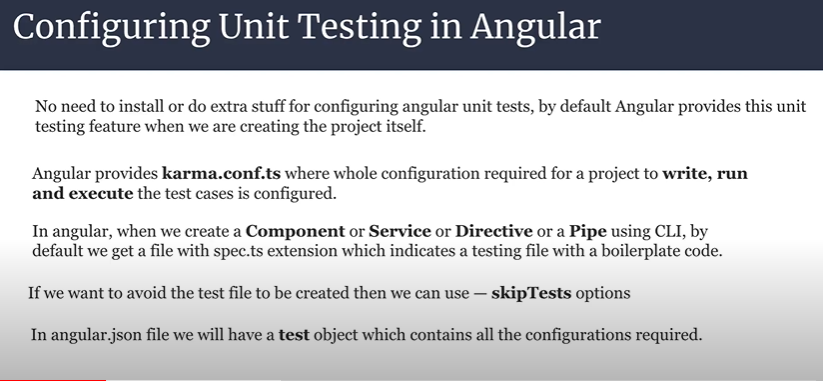 Configuring Unit Testing in Angular
No need to install or do extra stuff for configuring angular unit tests, by default Angular provides this unit
testing feature when we are creating the project itself.
Angular provides karma.conf.ts where whole configuration required for a project to write, run
and execute the test cases is configured.
In angular, when we create a Component or Service or Directive or a Pipe using CLI, by
default we get a file with spec.ts extension which indicates a testing file with a boilerplate code.
If we want to avoid the test file to be created then we can use — skipTests options
In angular.json file we will have a test object which contains all the configurations required.